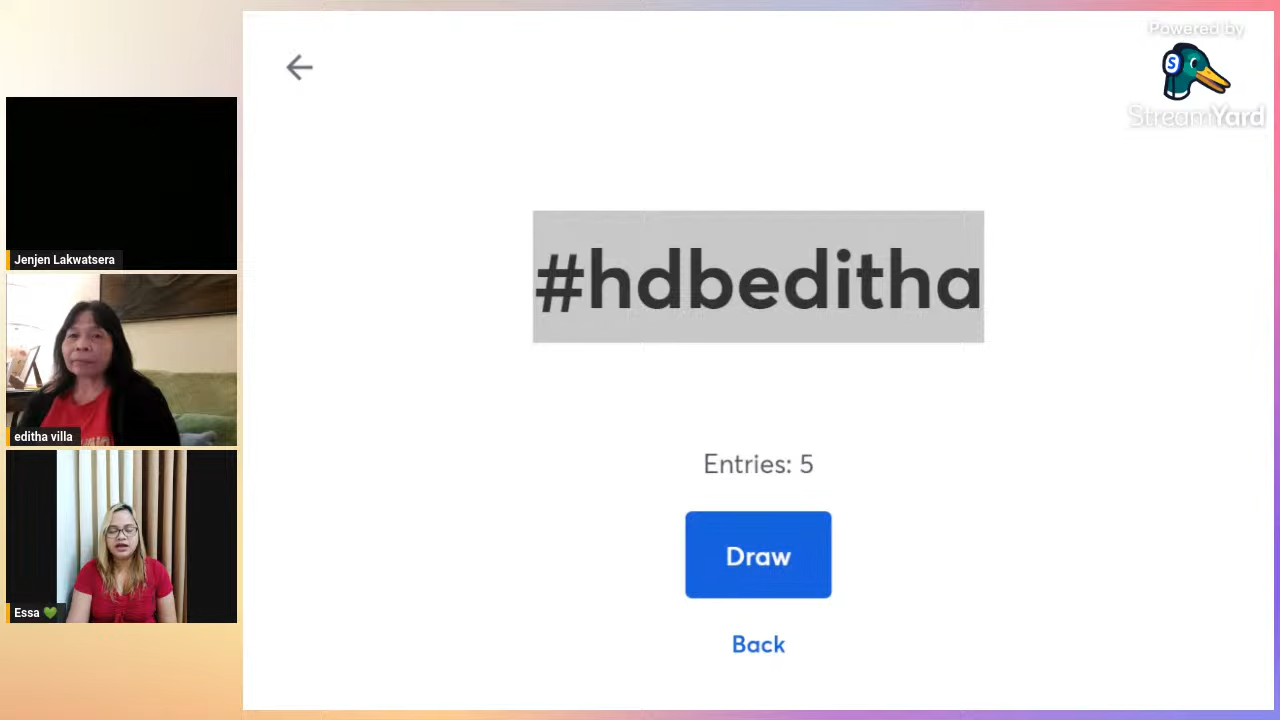 Powered by
S
StreamYard
#hdbeditha
Jenjen Lakwatsera
editha villa
Entries: 5
Draw
Essa 💚
Back